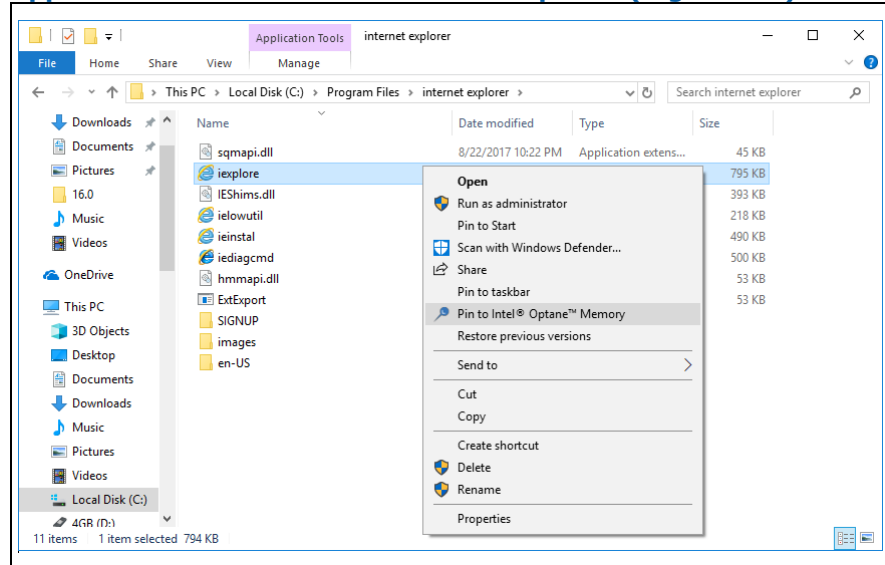 Application Tools internet explorer
File Home Share View Manage
This PC > Local Disk (C:) > Program Files > internet explorer > Search internet explorer
Downloads
Documents
Pictures
16.0
Music
Videos
OneDrive
This PC
3D Objects
Desktop
Documents
Downloads
Music
Pictures
Videos
Local Disk (C:)
4GB (D:)
Name Date modified Type Size
sqmapi.dll 8/22/2017 10:22 PM Application extens... 45 KB
iexplore 795 KB
IEShims.dll 393 KB
ielowutil 218 KB
ieinstal 490 KB
iediagcmd 500 KB
hmmapi.dll 53 KB
ExtExport 53 KB
SIGNUP
images
en-US
Open
Run as administrator
Pin to Start
Scan with Windows Defender...
Share
Pin to taskbar
Pin to Intel® Optane™ Memory
Restore previous versions
Send to
Cut
Copy
Create shortcut
Delete
Rename
Properties
11 items 1 item selected 794 KB